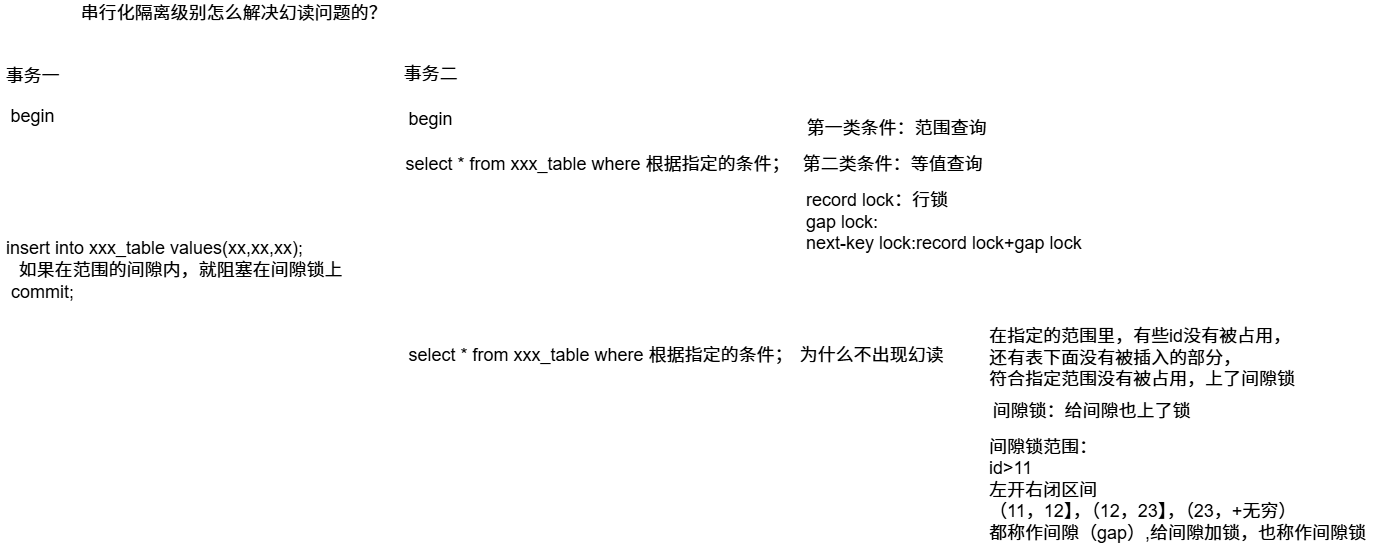 串行化隔离级别怎么解决幻读问题的？
事务一
事务二
begin
begin
第一类条件：范围查询
select * from xxx_table where 根据指定的条件；
第二类条件：等值查询
record lock：行锁
gap lock:
next-key lock:record lock+gap lock
insert into xxx_table values(xx,xx,xx);
如果在范围的间隙内，就阻塞在间隙锁上
commit;
select * from xxx_table where 根据指定的条件；
为什么不出现幻读
在指定的范围里，有些id没有被占用，
还有表下面没有被插入的部分，
符合指定范围没有被占用，上了间隙锁
间隙锁：给间隙也上了锁
间隙锁范围：
id>11
左开右闭区间
（11，12】，（12，23】，（23，+无穷）
都称作间隙（gap）,给间隙加锁，也称作间隙锁